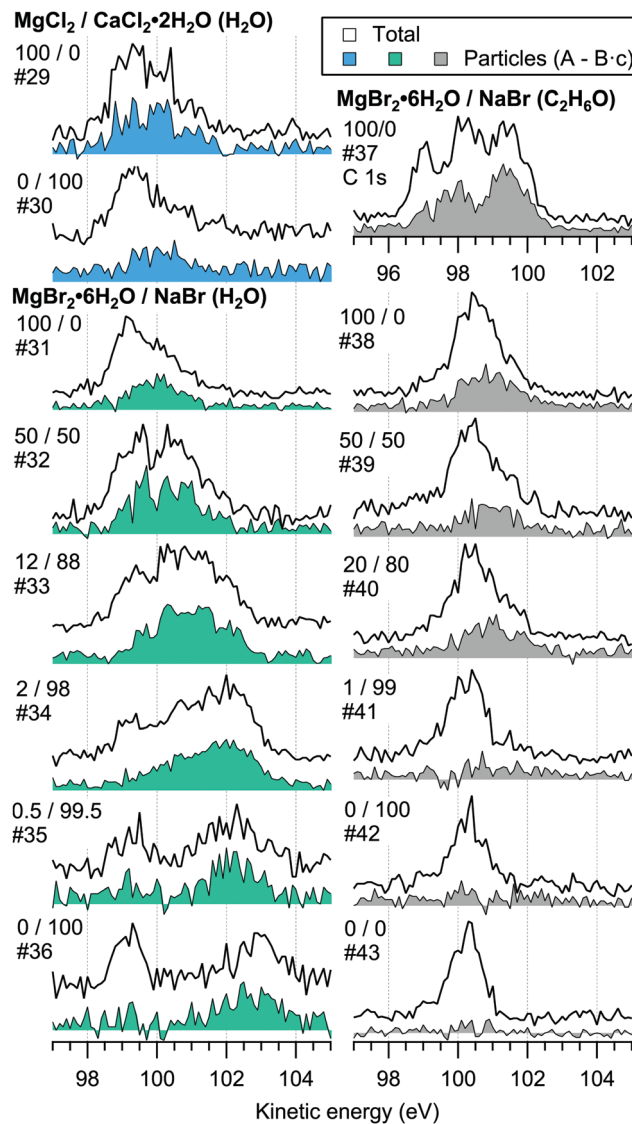 MgCl₂ / CaCl₂•2H₂O (H₂O)
100 / 0
#29
0 / 100
#30
MgBr₂•6H₂O / NaBr (H₂O)
100 / 0
#31
50 / 50
#32
12 / 88
#33
2 / 98
#34
0.5 / 99.5
#35
0 / 100
#36
98 100 102 104
Total
Particles (A - B·c)
MgBr₂•6H₂O / NaBr (C₂H₆O)
100/0
#37
C 1s
96 98 100 102
100 / 0
#38
50 / 50
#39
20 / 80
#40
1 / 99
#41
0 / 100
#42
0 / 0
#43
98 100 102 104
Kinetic energy (eV)